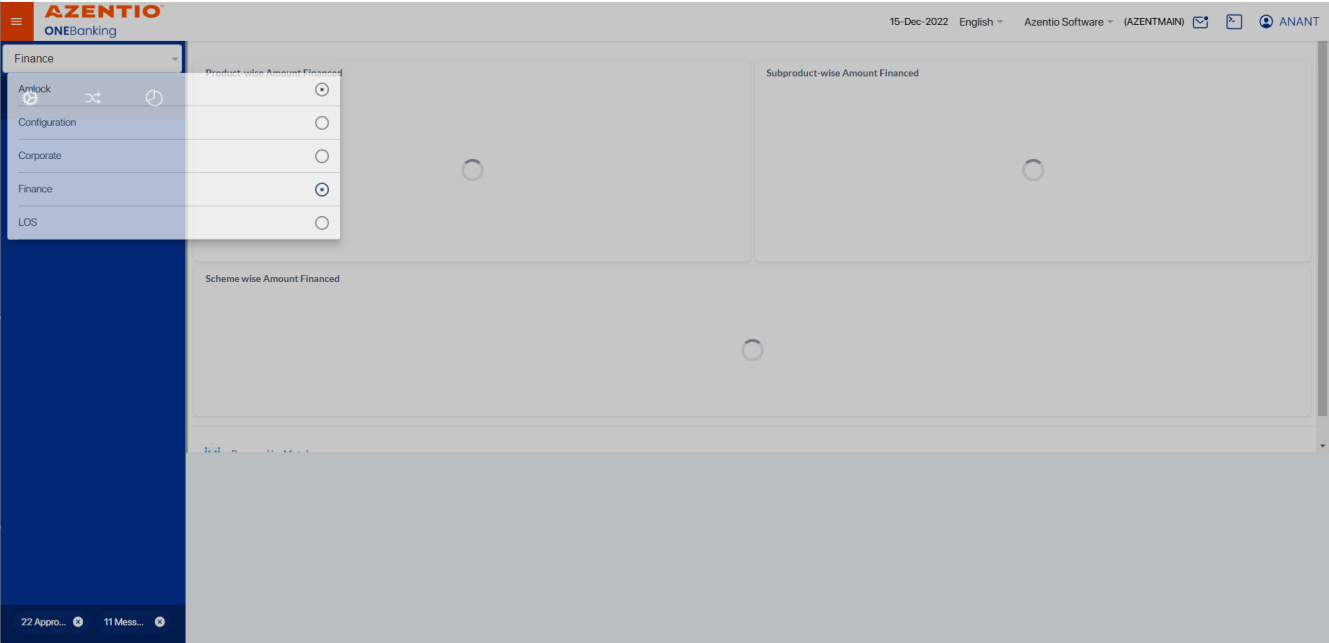 AZENTIO
ONEBanking
15-Dec-2022 English Azentio Software (AZENTMAIN) ANANT
Finance
Product-wise Amount Financed
Subproduct-wise Amount Financed
Amlock
Configuration
Corporate
Finance
LOS
Scheme wise Amount Financed
22 Appro... 11 Mess...